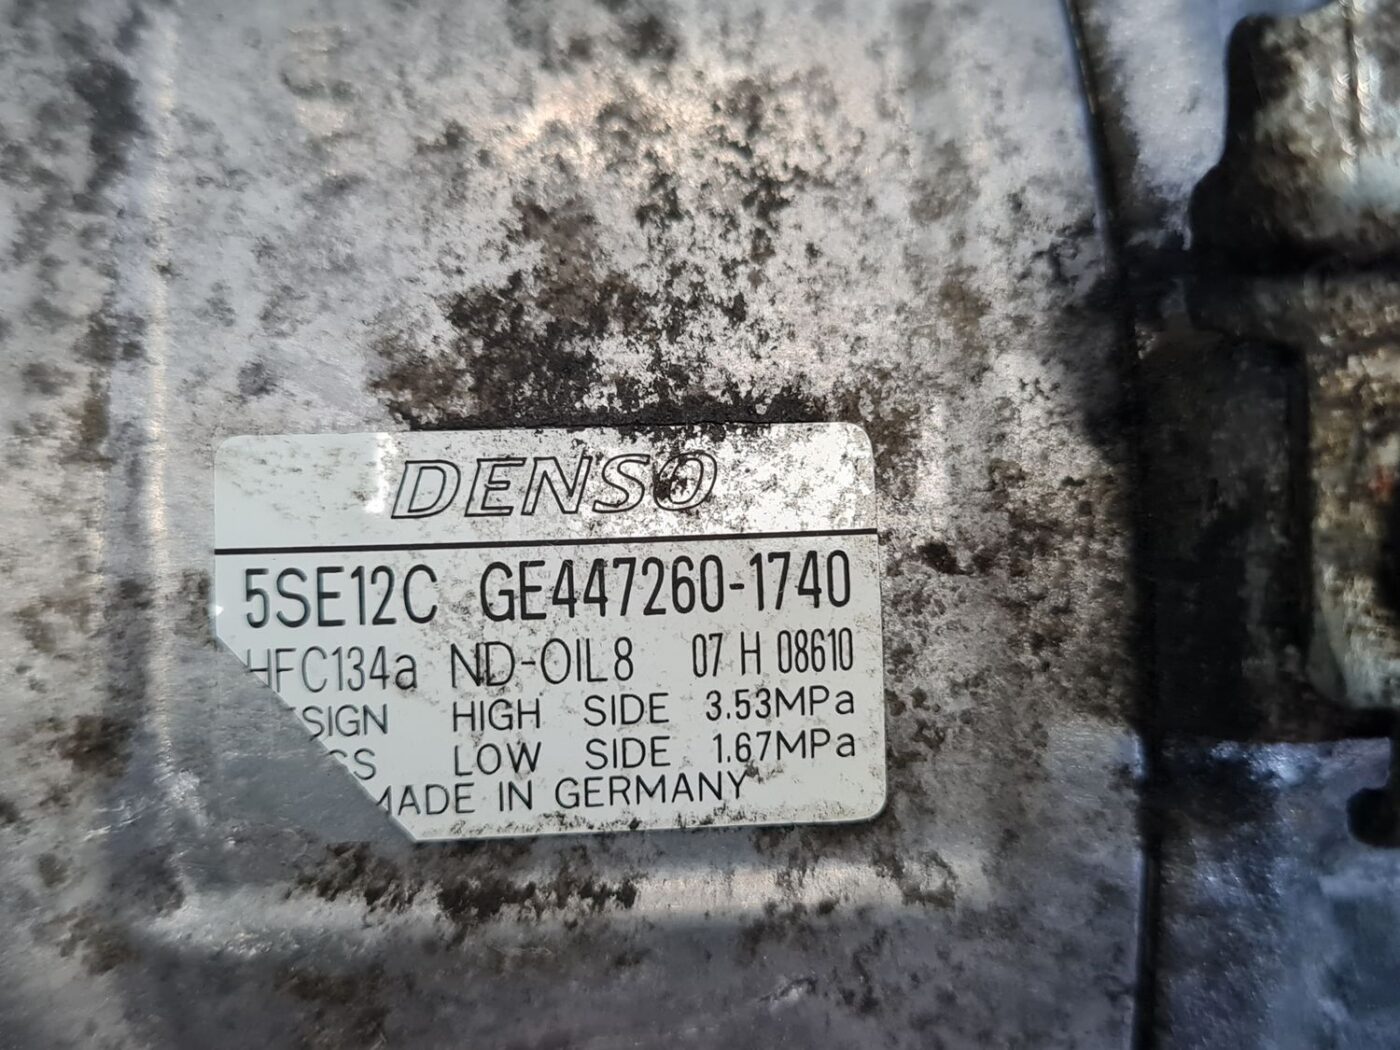 DENSO
5SE12C GE447260-1740
HFC134a ND-OIL8 07 H 08610
SIGN HIGH SIDE 3.53MPa
SS LOW SIDE 1.67MPa
MADE IN GERMANY